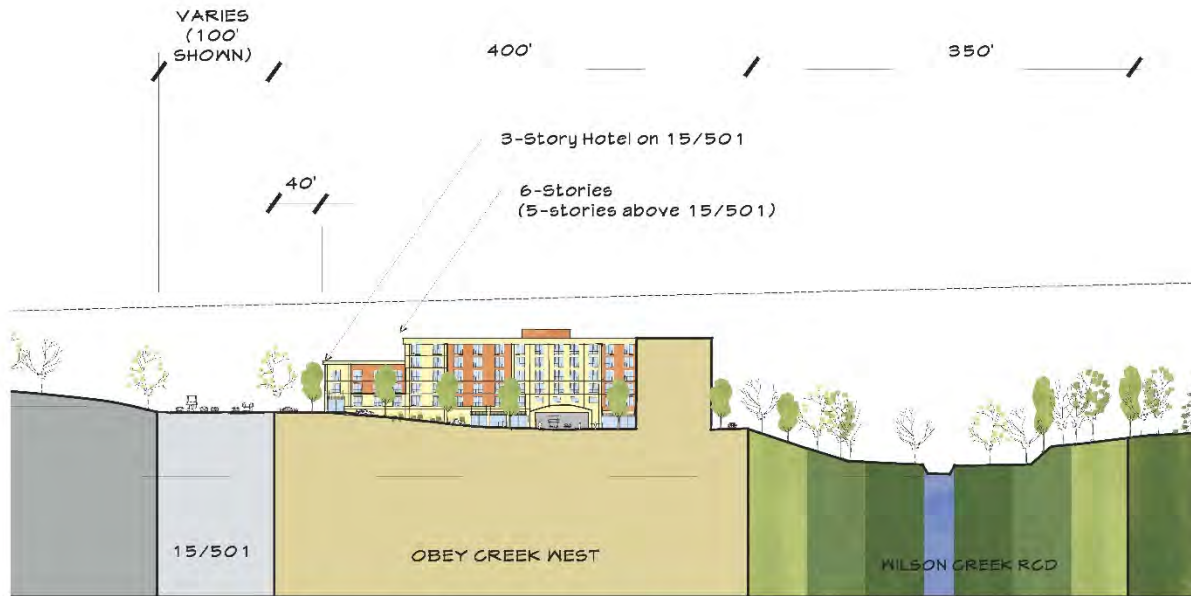 VARIES
(100'
SHOWN)
400'
350'
3-Story Hotel on 15/501
40'
6-Stories
(5-stories above 15/501)
15/501
OBEY CREEK WEST
WILSON CREEK RCD